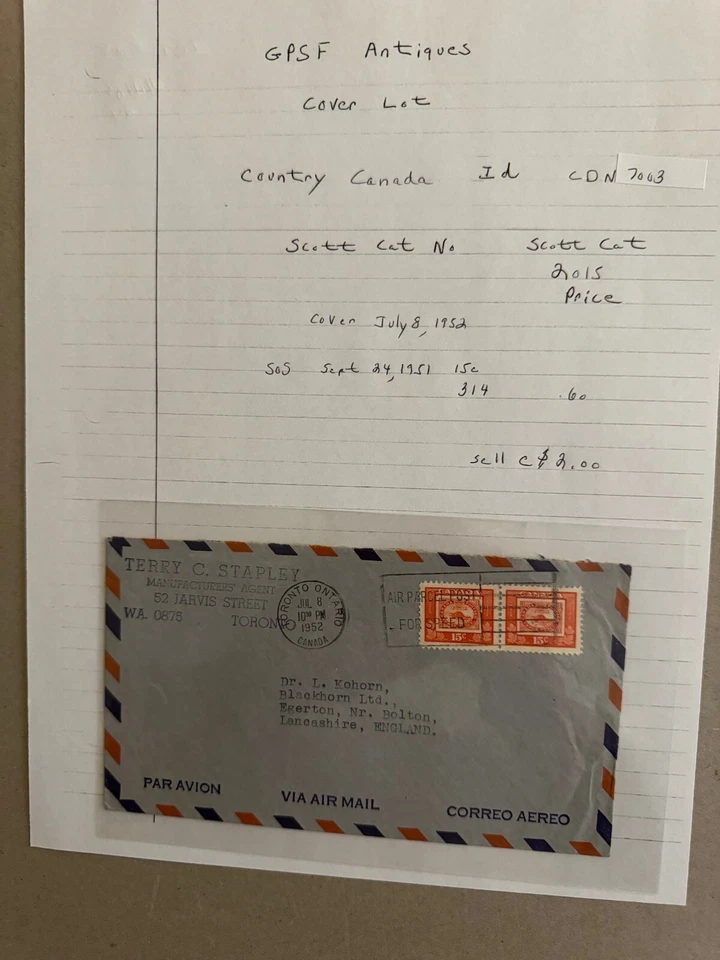 GPSF Antiques
Cover Lot
Country Canada Id CDN 7003
Scott Cat No Scott Cat
2015
Price
Cover July 8, 1952
SoS Sept 24, 1951 15c
314 .60
sell c$2.00
TERRY C. STAPLEY
MANUFACTURERS' AGENT
52 JARVIS STREET
WA. 0875 TORONTO
TORONTO ONTARIO
JUL 8
10 PM
1952
CANADA
AIR PARCEL POST
FOR SPEED
CANADA
15c
CANADA
15c
Dr. L. Kohorn,
Blackhorn Ltd.,
Egerton, Nr. Bolton,
Lancashire, ENGLAND.
PAR AVION
VIA AIR MAIL
CORREO AEREO